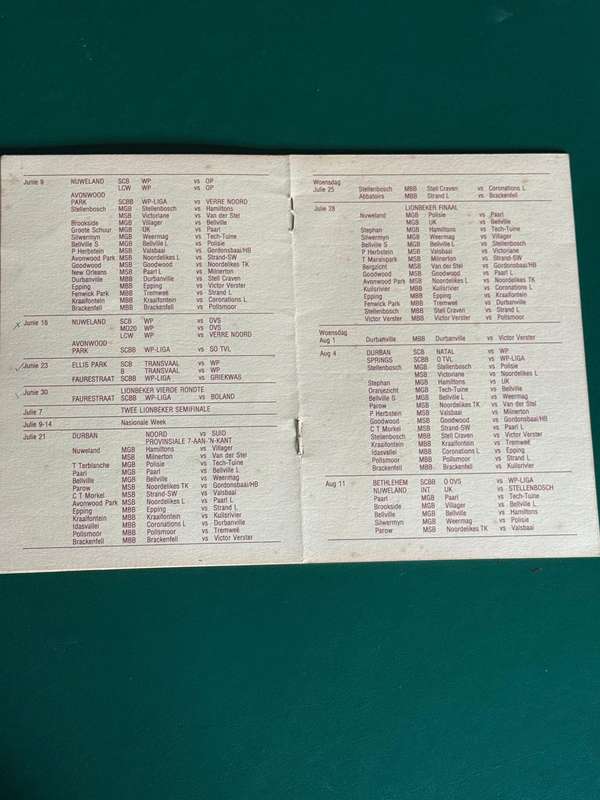 Junie 9 NUWELAND SCB WP vs OP
LCW WP vs OP
AVONWOOD
PARK SCBB WP-LIGA vs VERRE NOORD
Stellenbosch MGB Stellenbosch vs Hamiltons
MSB Victoriane vs Van der Stel
Brookside MGB Villager vs Bellville
Groote Schuur MGB UK vs Paarl
Silwermyn MGB Weermag vs Tech-Tuine
Bellville S MGB Bellville L vs Polisie
P Herbstein MSB Valsbaai vs Gordonsbaai/HB
Avonwood Park MSB Noordelikes L vs Strand-SW
Goodwood MSB Goodwood vs Noordelikes TK
New Orleans MSB Paarl L vs Milnerton
Durbanville MBB Durbanville vs Stell Craven
Epping MBB Epping vs Victor Verster
Fenwick Park MBB Tremweë vs Strand L
Kraaifontein MBB Kraaifontein vs Coronations L
Brackenfell MBB Brackenfell vs Pollsmoor
Junie 16 NUWELAND SCB WP vs OVS
MO20 WP vs OVS
LCW WP vs VERRE NOORD
AVONWOOD
PARK SCBB WP-LIGA vs SO TVL
Junie 23 ELLIS PARK SCB TRANSVAAL vs WP
B TRANSVAAL vs WP
FAURESTRAAT SCBB WP-LIGA vs GRIEKWAS
Junie 30 LIONBEKER VIERDE RONDTE
FAURESTRAAT SCBB WP-LIGA vs BOLAND
Julie 7 TWEE LIONBEKER SEMIFINALE
Julie 9-14 Nasionale Week
Julie 21 DURBAN NOORD vs SUID
PROVINSIALE 7-AAN-'N-KANT
Nuweland MGB Hamiltons vs Villager
MSB Milnerton vs Van der Stel
T Terblanche MGB Polisie vs Tech-Tuine
Paarl MGB Paarl vs Bellville L
Bellville MGB Bellville vs Weermag
Parow MSB Noordelikes TK vs Gordonsbaai/HB
C T Morkel MSB Strand-SW vs Valsbaai
Avonwood Park MSB Noordelikes L vs Paarl L
Epping MBB Epping vs Strand L
Kraaifontein MBB Kraaifontein vs Kuilsrivier
Idasvallei MBB Coronations L vs Durbanville
Pollsmoor MBB Pollsmoor vs Tremweë
Brackenfell MBB Brackenfell vs Victor Verster
Woensdag
Julie 25 Stellenbosch MBB Stell Craven vs Coronations L
Abbatoirs MBB Strand L vs Brackenfell
Julie 28 LIONBEKER FINAAL
Nuweland MGB Polisie vs Paarl
MGB UK vs Bellville
Stephan MGB Hamiltons vs Tech-Tuine
Silwermyn MGB Weermag vs Villager
Bellville S MGB Bellville L vs Stellenbosch
P Herbstein MSB Valsbaai vs Victoriane
T Maraispark MSB Milnerton vs Strand-SW
Bergzicht MSB Van der Stel vs Gordonsbaai/HB
Goodwood MSB Goodwood vs Paarl L
Avonwood Park MSB Noordelikes L vs Noordelikes TK
Kuilsrivier MBB Kuilsrivier vs Coronations L
Epping MBB Epping vs Kraaifontein
Fenwick Park MBB Tremweë vs Durbanville
Stellenbosch MBB Stell Craven vs Strand L
Victor Verster MBB Victor Verster vs Pollsmoor
Woensdag
Aug 1 Durbanville MBB Durbanville vs Victor Verster
Aug 4 DURBAN SCB NATAL vs WP
SPRINGS SCBB O TVL vs WP-LIGA
Stellenbosch MGB Stellenbosch vs Polisie
MSB Victoriane vs Noordelikes L
Stephan MGB Hamiltons vs UK
Oranjezicht MGB Tech-Tuine vs Bellville
Bellville S MGB Bellville L vs Weermag
Parow MSB Noordelikes TK vs Van der Stel
P Herbstein MSB Valsbaai vs Milnerton
Goodwood MSB Goodwood vs Gordonsbaai/HB
C T Morkel MSB Strand-SW vs Paarl L
Stellenbosch MBB Stell Craven vs Victor Verster
Kraaifontein MBB Kraaifontein vs Tremweë
Idasvallei MBB Coronations L vs Epping
Pollsmoor MBB Pollsmoor vs Strand L
Brackenfell MBB Brackenfell vs Kuilsrivier
Aug 11 BETHLEHEM SCBB O OVS vs WP-LIGA
NUWELAND INT UK vs STELLENBOSCH
Paarl MGB Paarl vs Tech-Tuine
Brookside MGB Villager vs Bellville L
Bellville MGB Bellville vs Hamiltons
Silwermyn MGB Weermag vs Polisie
Parow MSB Noordelikes TK vs Valsbaai